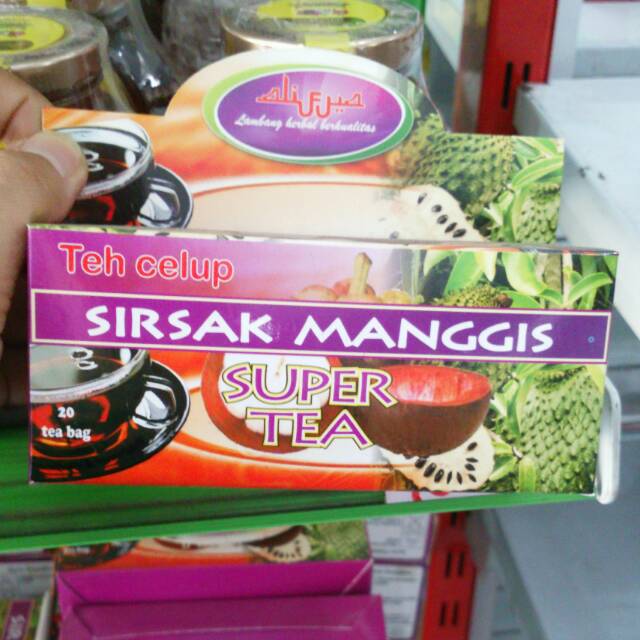 Lambang herbal berkualitas
Teh celup
SIRSAK MANGGIS
SUPER
TEA
20
tea bag